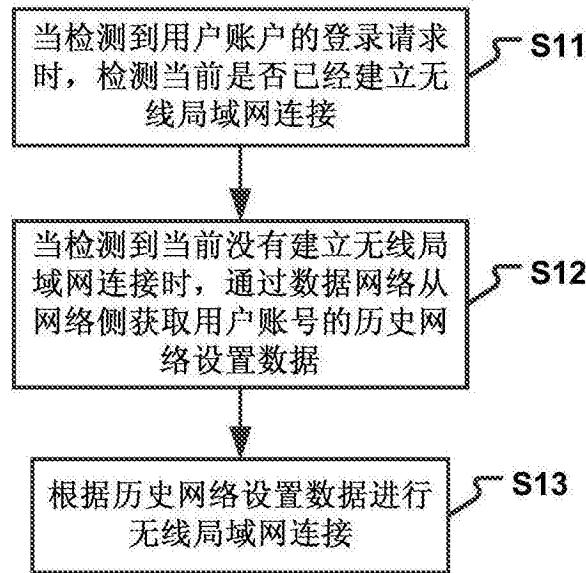 当检测到用户账户的登录请求
时，检测当前是否已经建立无
线局域网连接
S11
当检测到当前没有建立无线局
域网连接时，通过数据网络从
网络侧获取用户账号的历史网
络设置数据
S12
根据历史网络设置数据进行
无线局域网连接
S13